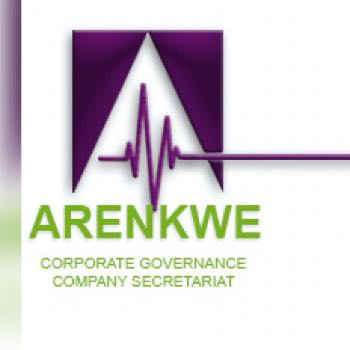 ARENKWE
CORPORATE GOVERNANCE
COMPANY SECRETARIAT